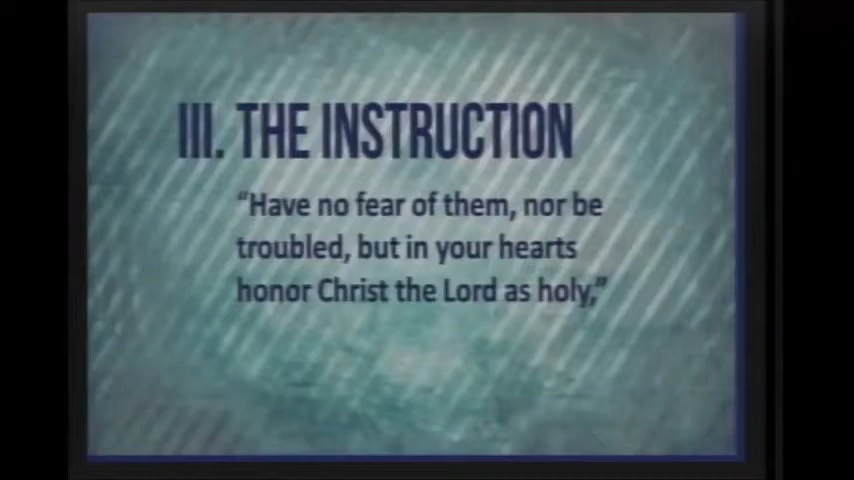 III. THE INSTRUCTION
“Have no fear of them, nor be
troubled, but in your hearts
honor Christ the Lord as holy,”